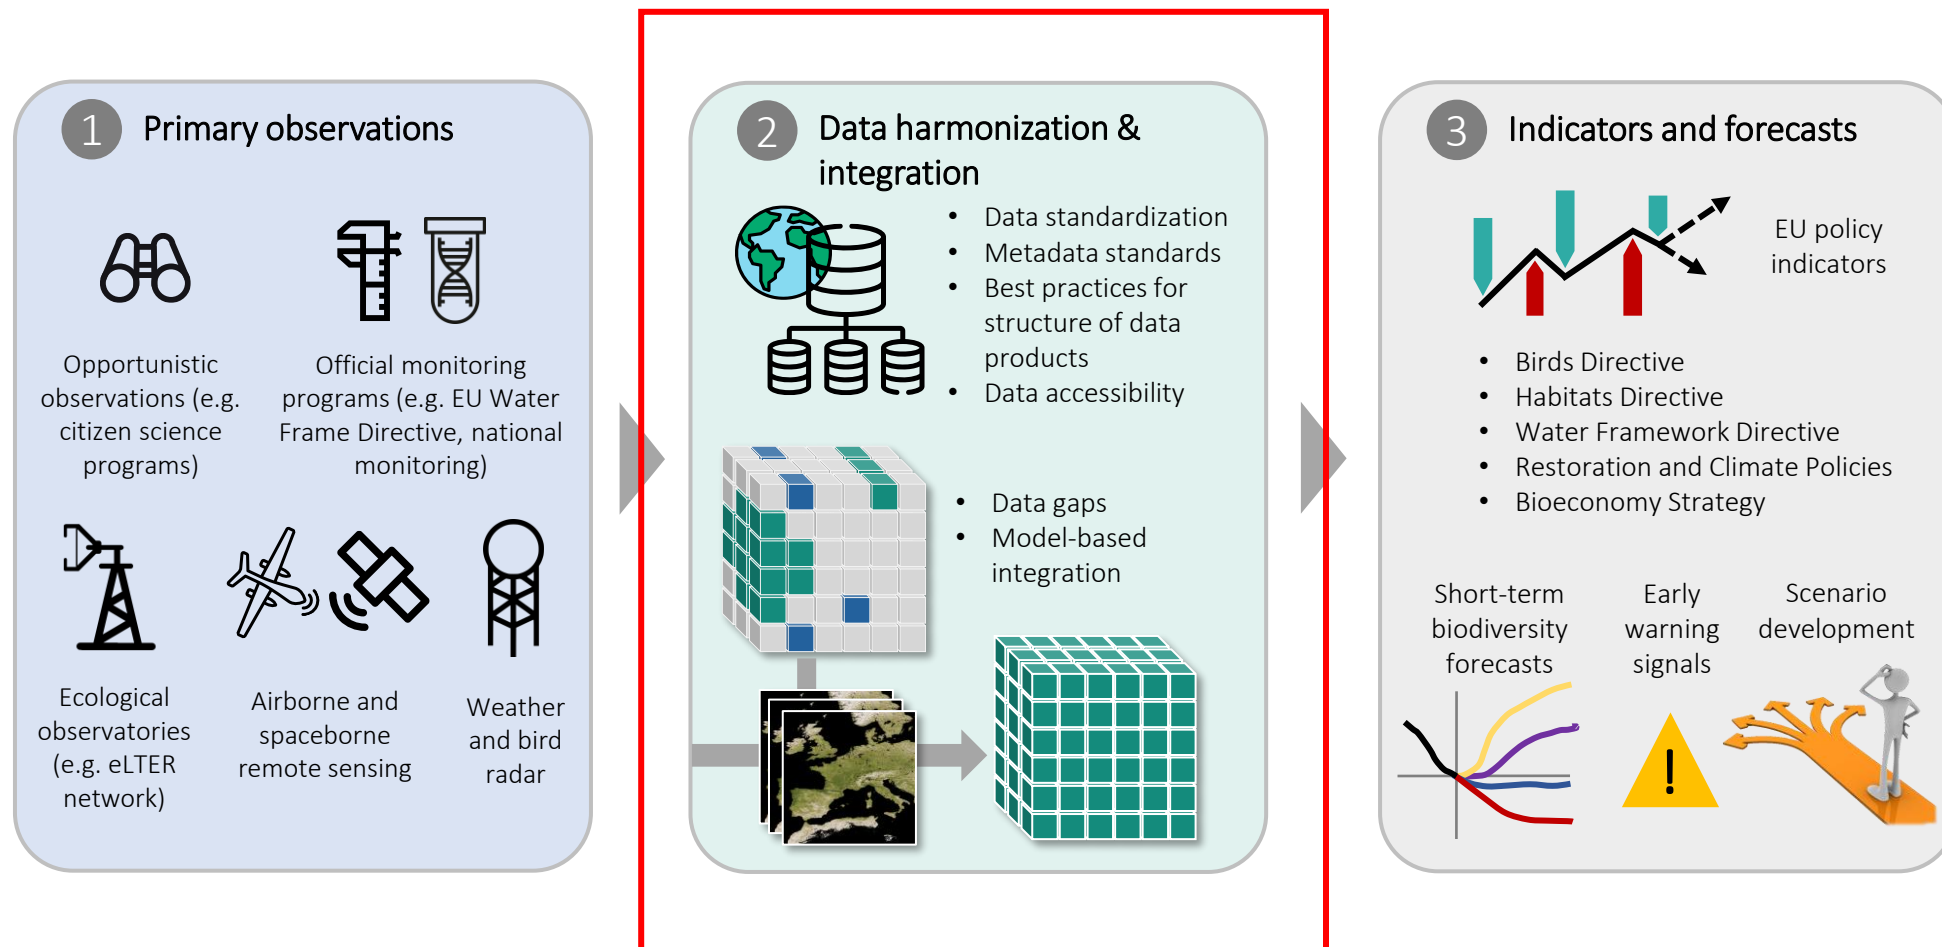 1
Primary observations
Opportunistic
observations (e.g.
citizen science
programs)
Official monitoring
programs (e.g. EU Water
Frame Directive, national
monitoring)
Ecological
observatories
(e.g. eLTER
network)
Airborne and
spaceborne
remote sensing
Weather
and bird
radar
2
Data harmonization &
integration
• Data standardization
• Metadata standards
• Best practices for
structure of data
products
• Data accessibility
• Data gaps
• Model-based
integration
3
Indicators and forecasts
EU policy
indicators
• Birds Directive
• Habitats Directive
• Water Framework Directive
• Restoration and Climate Policies
• Bioeconomy Strategy
Short-term
biodiversity
forecasts
Early
warning
signals
Scenario
development
!